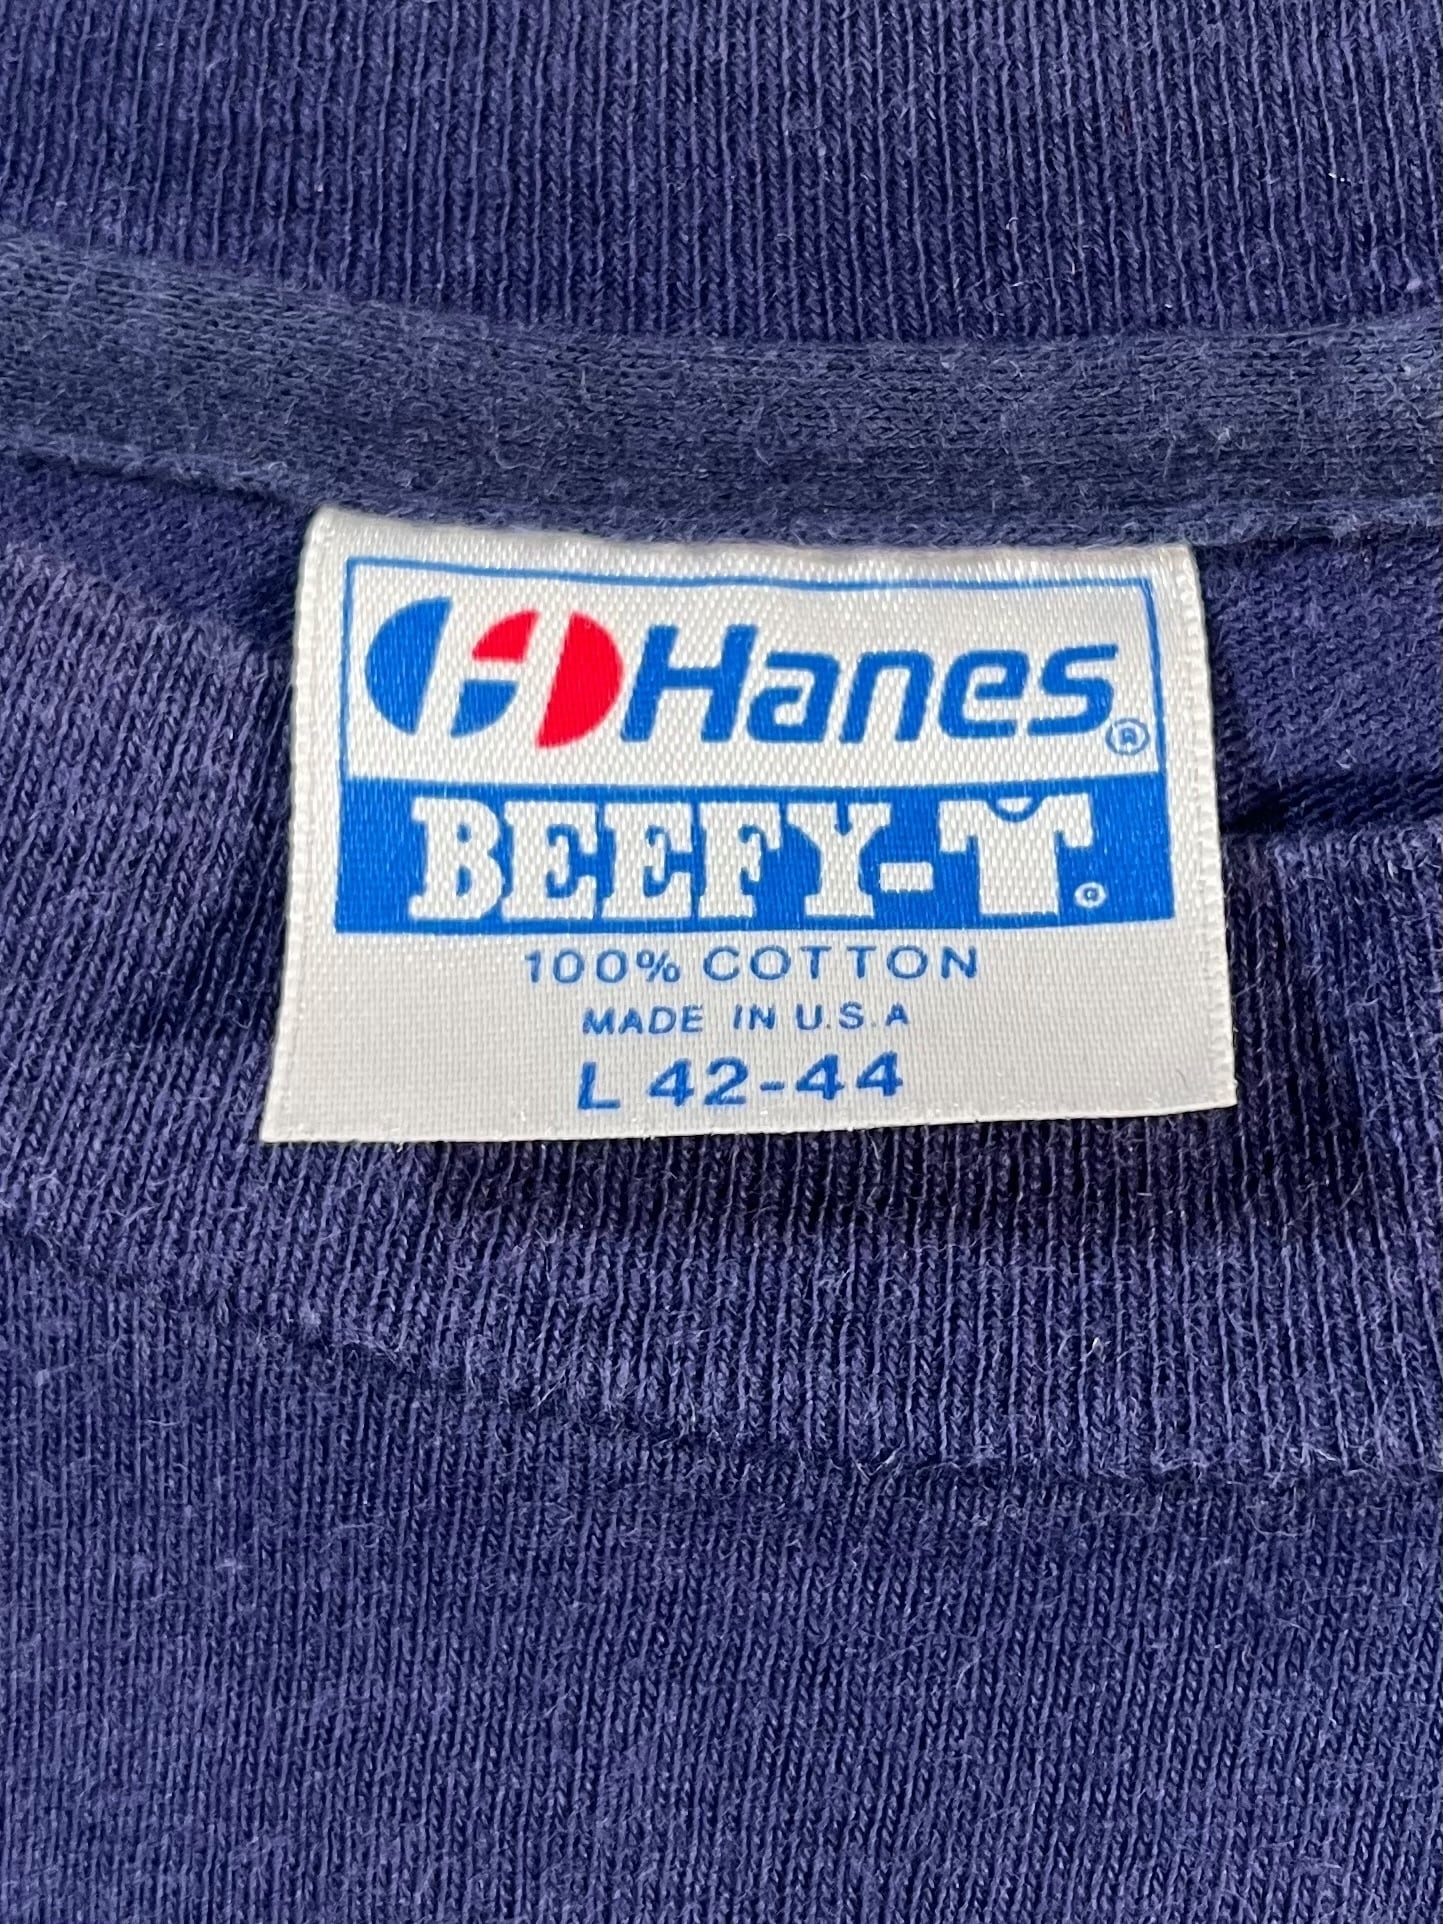 Hanes®
BEEFY-T®
100% COTTON
MADE IN U.S.A
L 42-44